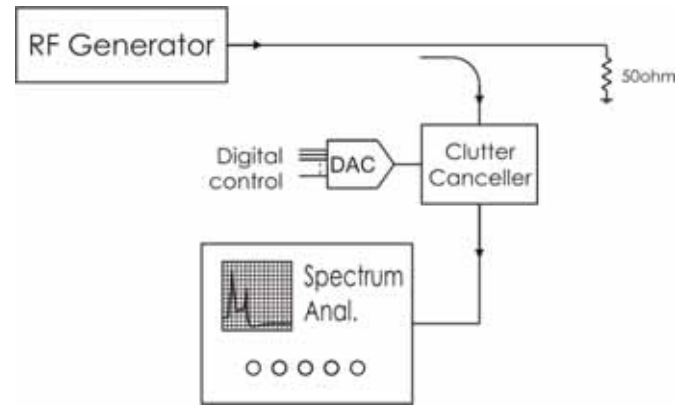 RF Generator
50ohm
Digital
control
DAC
Clutter
Canceller
Spectrum
Anal.